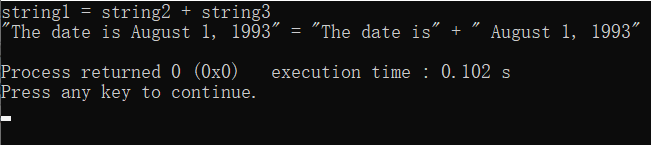 string1 = string2 + string3
"The date is August 1, 1993" = "The date is" + " August 1, 1993"
Process returned 0 (0x0)   execution time : 0.102 s
Press any key to continue.